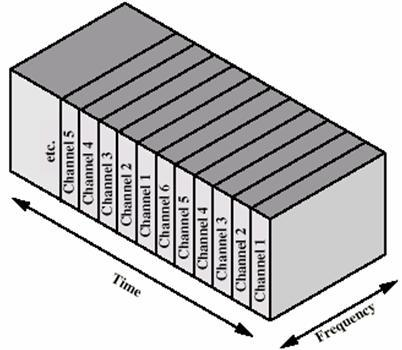 etc.
Channel 5
Channel 4
Channel 3
Channel 2
Channel 1
Channel 6
Channel 5
Channel 4
Channel 3
Channel 2
Channel 1
Time
Frequency